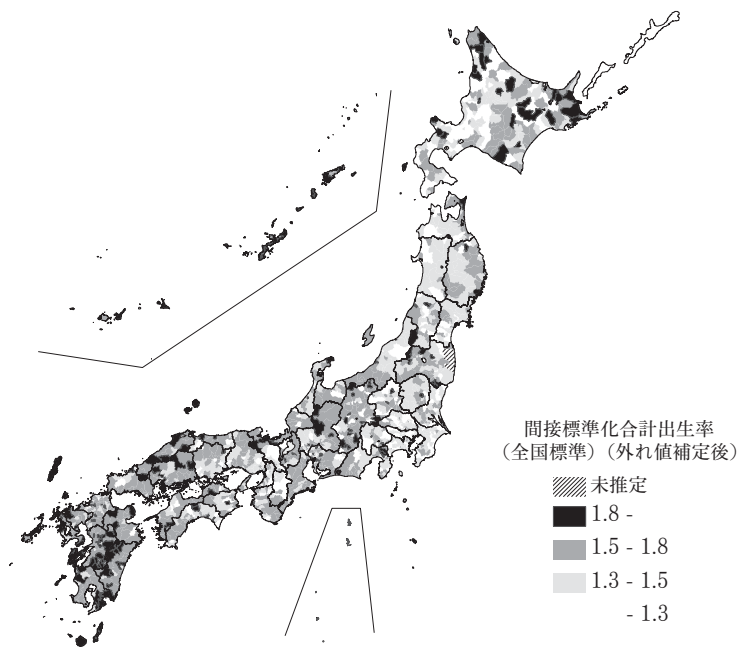 間接標準化合計出生率
（全国標準）（外れ値補定後）
未推定
1.8 -
1.5 - 1.8
1.3 - 1.5
- 1.3